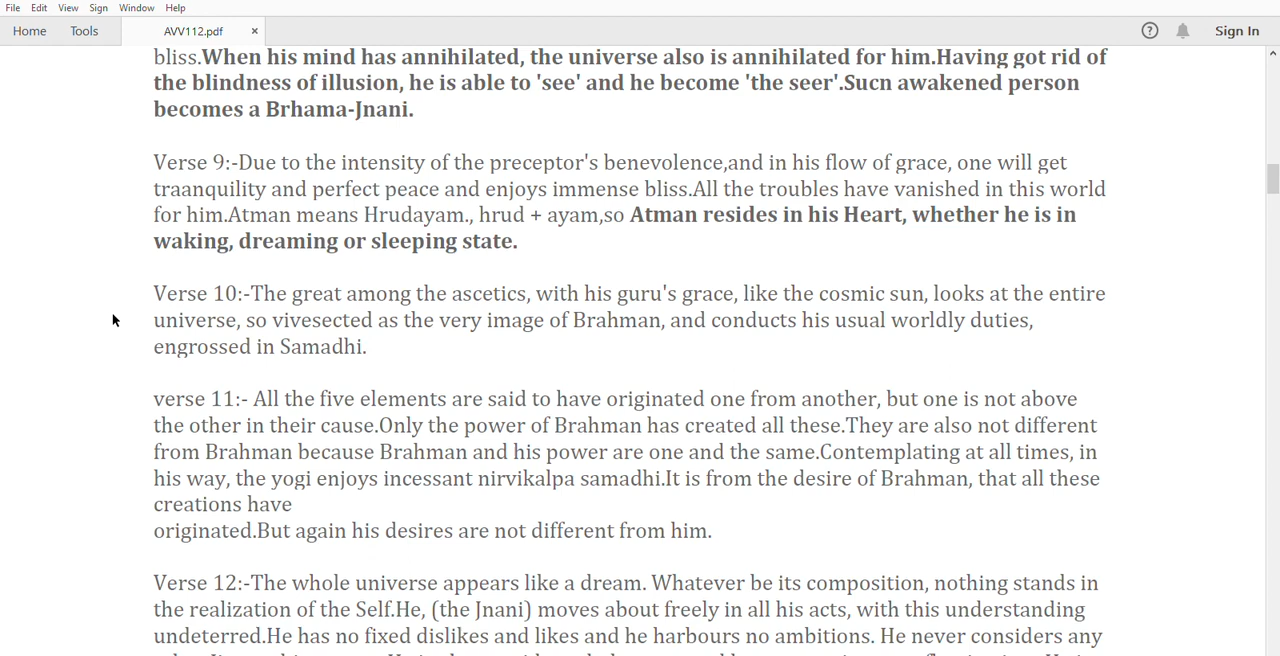 File Edit View Sign Window Help
Home Tools AVV112.pdf × ? Sign In
bliss.When his mind has annihilated, the universe also is annihilated for him.Having got rid of
the blindness of illusion, he is able to 'see' and he become 'the seer'.Sucn awakened person
becomes a Brhama-Jnani.
Verse 9:-Due to the intensity of the preceptor's benevolence,and in his flow of grace, one will get
traanquility and perfect peace and enjoys immense bliss.All the troubles have vanished in this world
for him.Atman means Hrudayam., hrud + ayam,so Atman resides in his Heart, whether he is in
waking, dreaming or sleeping state.
Verse 10:-The great among the ascetics, with his guru's grace, like the cosmic sun, looks at the entire
universe, so vivesected as the very image of Brahman, and conducts his usual worldly duties,
engrossed in Samadhi.
verse 11:- All the five elements are said to have originated one from another, but one is not above
the other in their cause.Only the power of Brahman has created all these.They are also not different
from Brahman because Brahman and his power are one and the same.Contemplating at all times, in
his way, the yogi enjoys incessant nirvikalpa samadhi.It is from the desire of Brahman, that all these
creations have
originated.But again his desires are not different from him.
Verse 12:-The whole universe appears like a dream. Whatever be its composition, nothing stands in
the realization of the Self.He, (the Jnani) moves about freely in all his acts, with this understanding
undeterred.He has no fixed dislikes and likes and he harbours no ambitions. He never considers any